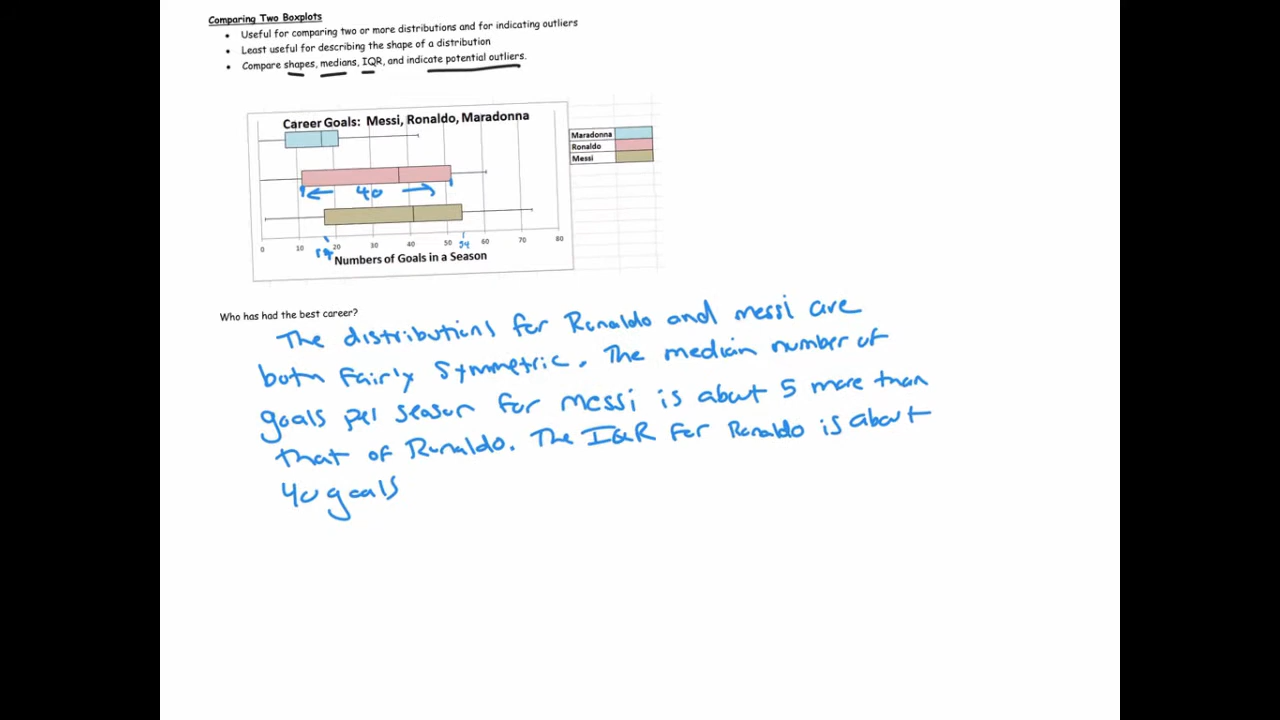 Comparing Two Boxplots
• Useful for comparing two or more distributions and for indicating outliers
• Least useful for describing the shape of a distribution
• Compare shapes, medians, IQR, and indicate potential outliers.
Career Goals: Messi, Ronaldo, Maradonna
Maradonna
Ronaldo
Messi
40
0 10 20 30 40 50 60 70 80
17 54
Numbers of Goals in a Season
Who has had the best career?
The distributions for Ronaldo and messi are
both fairly symmetric. The median number of
goals per season for messi is about 5 more than
that of Ronaldo. The IQR for Ronaldo is about
40 goals